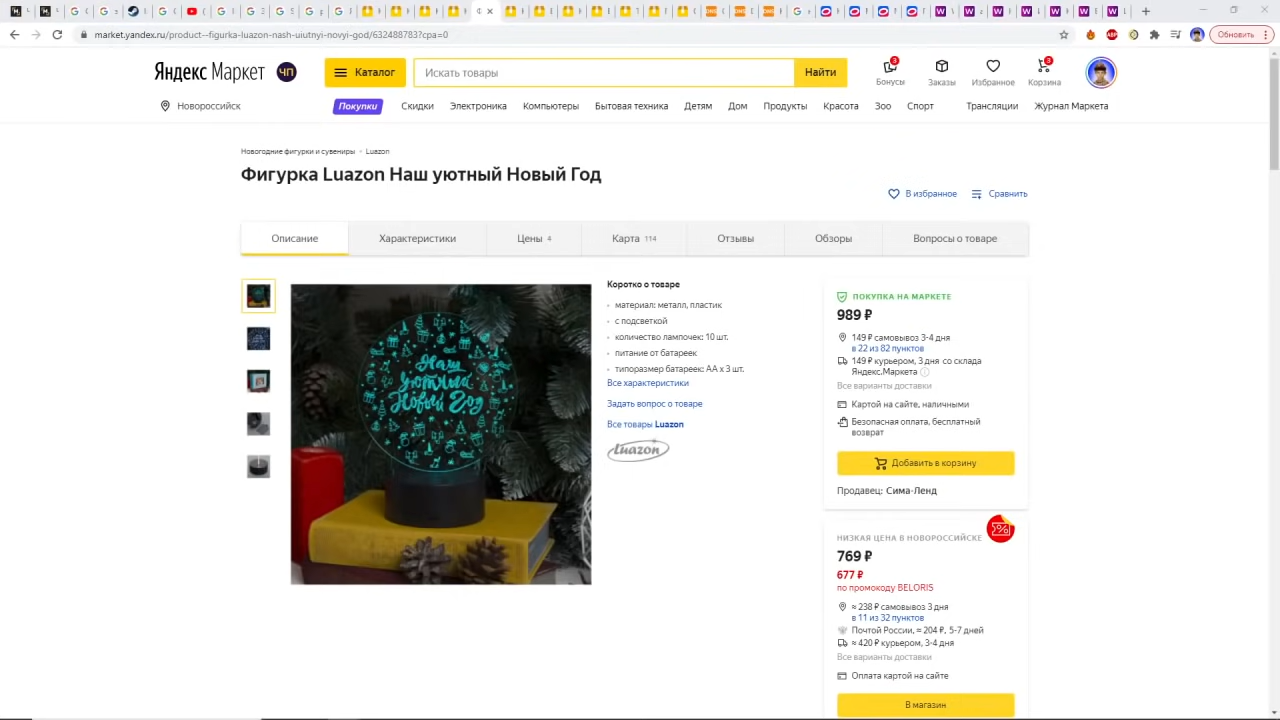 market.yandex.ru/product--figurka-luazon-nash-uiutnyi-novyi-god/632488783?cpa=0
Обновить
Яндекс Маркет
ЧП
Каталог
Искать товары
Найти
Бонусы
Заказы
Избранное
Корзина
Новороссийск
Покупки
Скидки
Электроника
Компьютеры
Бытовая техника
Детям
Дом
Продукты
Красота
Зоо
Спорт
Трансляции
Журнал Маркета
Новогодние фигурки и сувениры
Luazon
Фигурка Luazon Наш уютный Новый Год
В избранное
Сравнить
Описание
Характеристики
Цены 4
Карта 114
Отзывы
Обзоры
Вопросы о товаре
Наш
уютный
Новый Год
Коротко о товаре
материал: металл, пластик
с подсветкой
количество лампочек: 10 шт.
питание от батареек
типоразмер батареек: AA x 3 шт.
Все характеристики
Задать вопрос о товаре
Все товары Luazon
Luazon
ПОКУПКА НА МАРКЕТЕ
989 ₽
149 ₽ самовывоз 3-4 дня
в 22 из 82 пунктов
149 ₽ курьером, 3 дня со склада
Яндекс.Маркета
Все варианты доставки
Картой на сайте, наличными
Безопасная оплата, бесплатный
возврат
Добавить в корзину
Продавец: Сима-Ленд
НИЗКАЯ ЦЕНА В НОВОРОССИЙСКЕ
%
769 ₽
677 ₽
по промокоду BELORIS
≈ 238 ₽ самовывоз 3 дня
в 11 из 32 пунктов
Почтой России, ≈ 204 ₽, 5-7 дней
≈ 420 ₽ курьером, 3-4 дня
Все варианты доставки
Оплата картой на сайте
В магазин